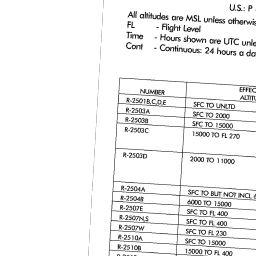 U.S.: P
All altitudes are MSL unless otherwis
FL - Flight Level
Time - Hours shown are UTC unle
Cont - Continuous: 24 hours a da
NUMBER EFFEC
ALTIT
R-2501B,C,D,E SFC TO UNLTD
R-2503A SFC TO 2000
R-2503B SFC TO 15000
R-2503C 15000 TO FL 270
R-2503D 2000 TO 11000
R-2504A SFC TO BUT NOT INCL 6
R-2504B 6000 TO 15000
R-2507E SFC TO FL 400
R-2507N,S SFC TO FL 400
R-2507W SFC TO FL 230
R-2510A SFC TO 15000
R-2510B 15000 TO FL 400